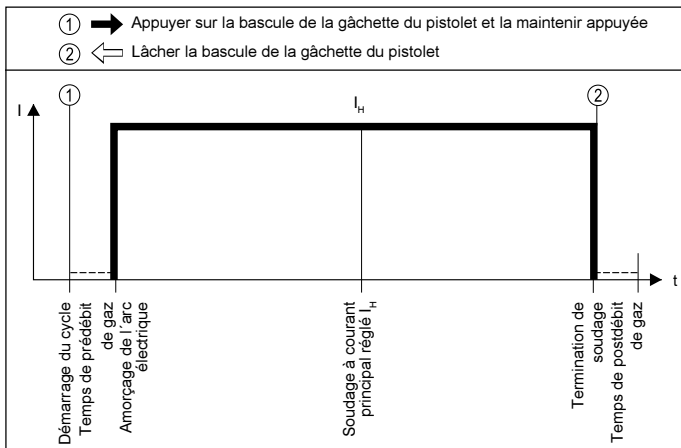 ① Appuyer sur la bascule de la gâchette du pistolet et la maintenir appuyée
② Lâcher la bascule de la gâchette du pistolet
①
I_H
②
I
t
Démarrage du cycle
Temps de prédébit
de gaz
Amorçage de l´arc
électrique
Soudage à courant
principal réglé I_H
Termination de
soudage
Temps de postdébit
de gaz